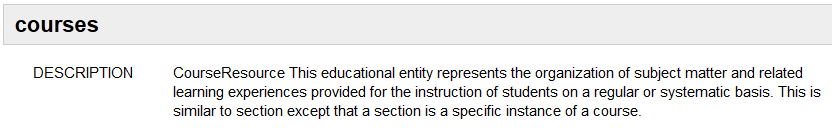 courses
DESCRIPTION CourseResource This educational entity represents the organization of subject matter and related
learning experiences provided for the instruction of students on a regular or systematic basis. This is
similar to section except that a section is a specific instance of a course.